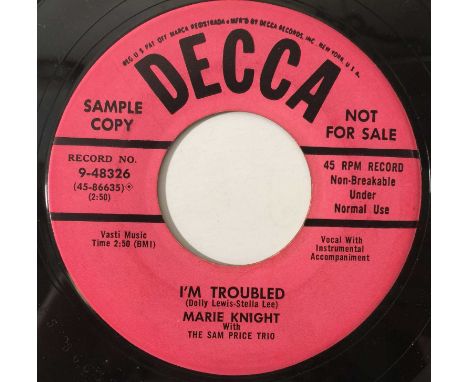 REG U S PAT OFF MARCA REGISTRADA • MF'D BY DECCA RECORDS, INC., NEW YORK, U.S.A.
DECCA
SAMPLE
COPY
NOT
FOR SALE
RECORD NO.
9-48326
(45-86635)
(2:50)
45 RPM RECORD
Non-Breakable
Under
Normal Use
Vasti Music
Time 2:50 (BMI)
Vocal With
Instrumental
Accompaniment
I'M TROUBLED
(Dolly Lewis-Stella Lee)
MARIE KNIGHT
With
THE SAM PRICE TRIO